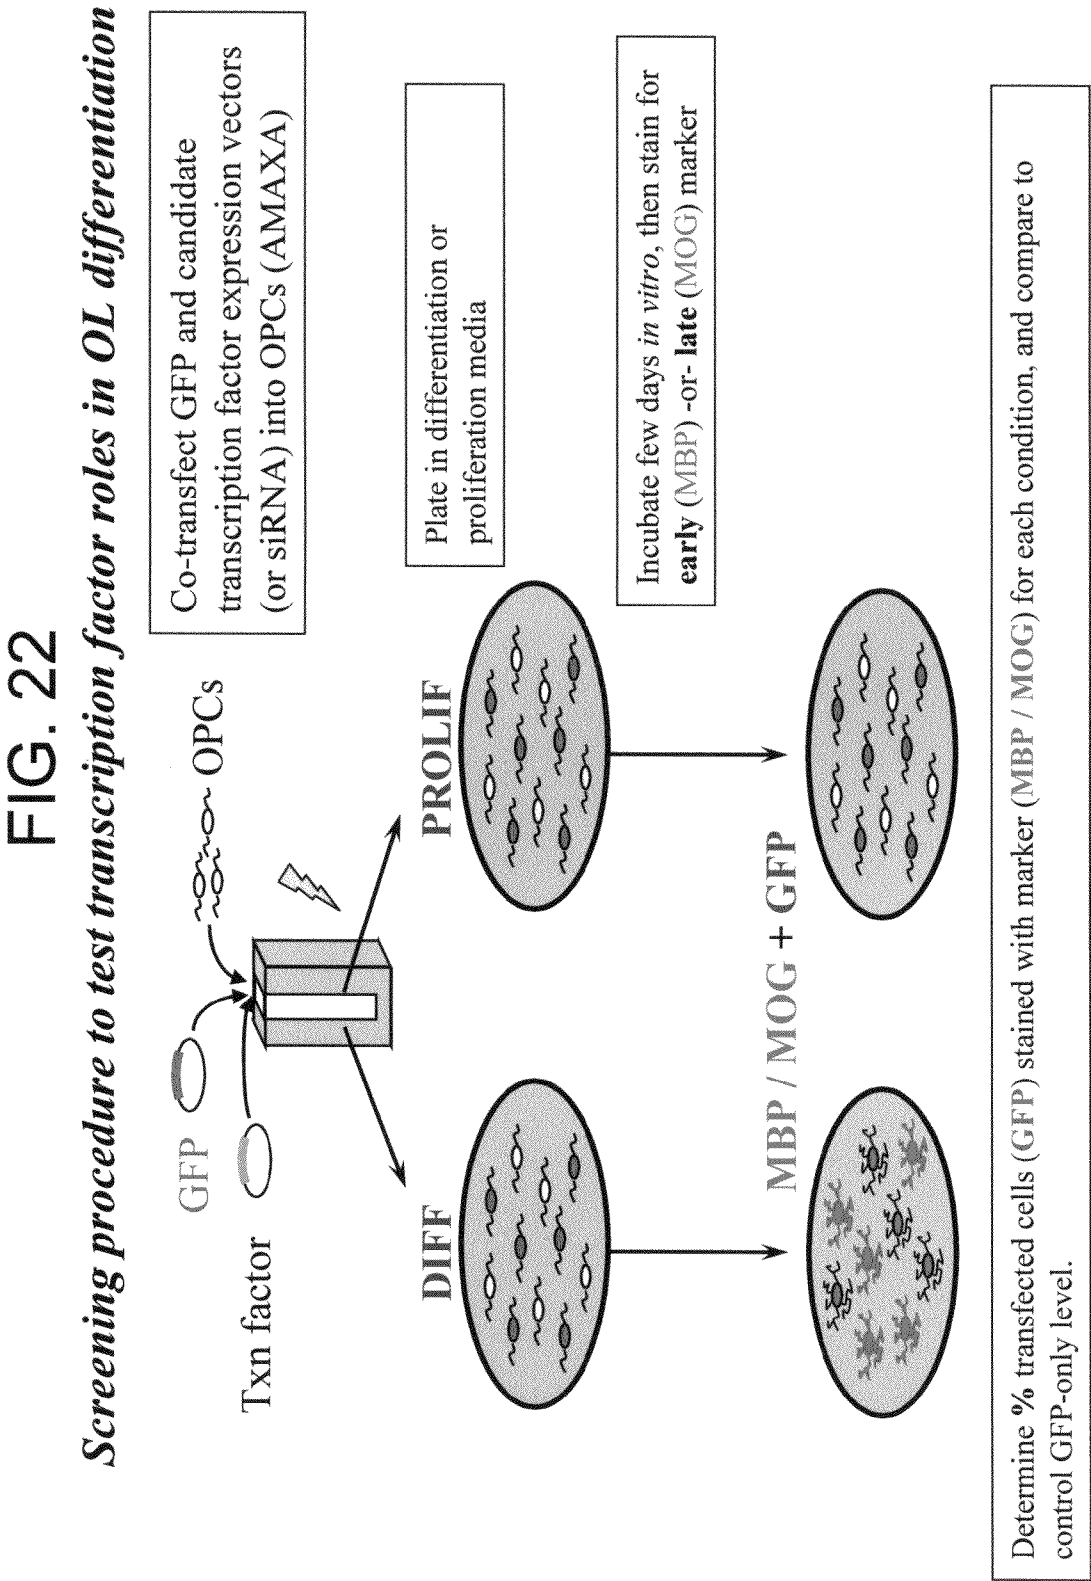 FIG. 22
Screening procedure to test transcription factor roles in OL differentiation
GFP
Txn factor
OPCs
Co-transfect GFP and candidate
transcription factor expression vectors
(or siRNA) into OPCs (AMAXA)
DIFF
PROLIF
Plate in differentiation or
proliferation media
MBP / MOG + GFP
Incubate few days in vitro, then stain for
early (MBP) -or- late (MOG) marker
Determine % transfected cells (GFP) stained with marker (MBP / MOG) for each condition, and compare to
control GFP-only level.